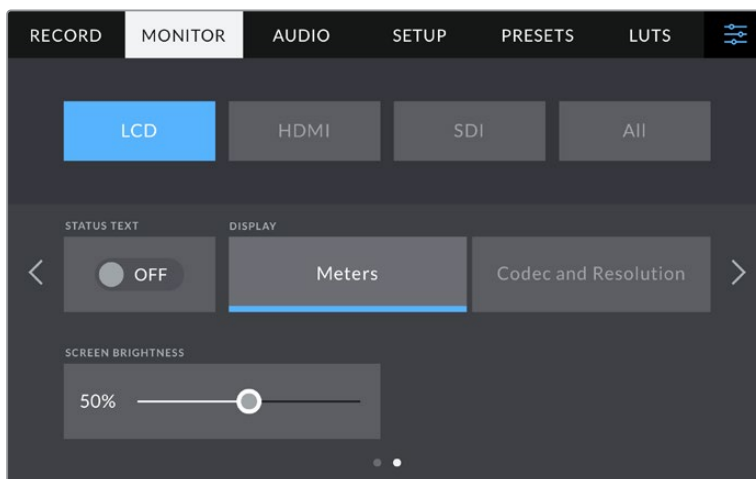 RECORD MONITOR AUDIO SETUP PRESETS LUTS
LCD HDMI SDI All
STATUS TEXT DISPLAY
OFF Meters Codec and Resolution
SCREEN BRIGHTNESS
50%